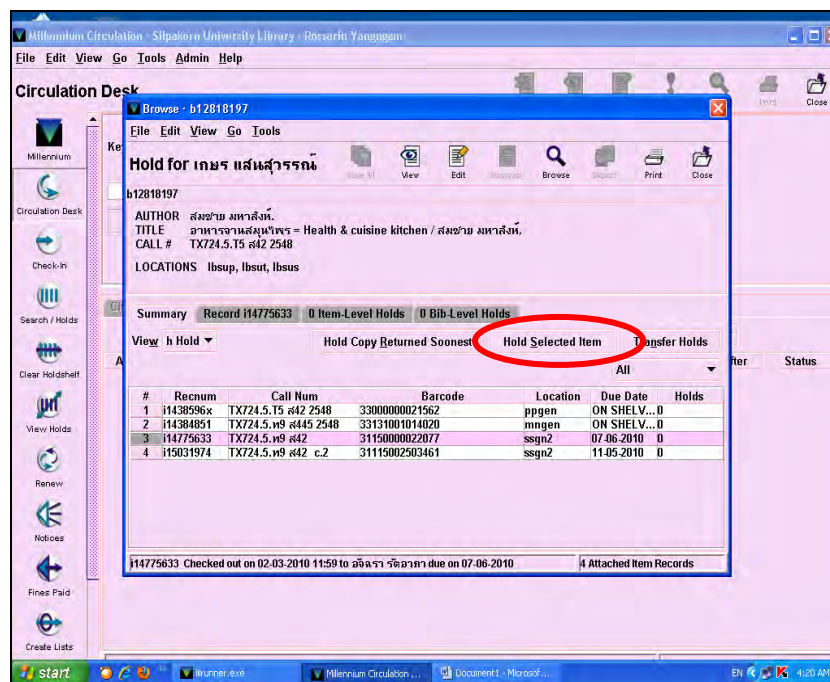 Millennium Circulation · Silpakorn University Library · Rossarin Yangngam
File Edit View Go Tools Admin Help
Circulation Desk
Print Close
Millennium
Circulation Desk
Check-In
Search / Holds
Clear Holdshelf
View Holds
Renew
Notices
Fines Paid
Create Lists
Browse · b12818197
File Edit View Go Tools
Hold for เกษร แสนสุวรรณ์
Save All View Edit Summary Browse Export Print Close
b12818197
AUTHOR สมชาย มหาสิงห์.
TITLE อาหารจานสมุนไพร = Health & cuisine kitchen / สมชาย มหาสิงห์.
CALL # TX724.5.T5 ส42 2548
LOCATIONS lbsup, lbsut, lbsus
Summary Record i14775633 0 Item-Level Holds 0 Bib-Level Holds
View h Hold Hold Copy Returned Soonest Hold Selected Item Transfer Holds
All
# Recnum Call Num Barcode Location Due Date Holds
1 i1438596x TX724.5.T5 ส42 2548 33000000021562 ppgen ON SHELV... 0
2 i14384851 TX724.5.ท9 ส445 2548 33131001014020 mngen ON SHELV... 0
3 i14775633 TX724.5.ท9 ส42 31150000022077 ssgn2 07-06-2010 0
4 i15031974 TX724.5.ท9 ส42 c.2 31115002503461 ssgn2 11-05-2010 0
i14775633 Checked out on 02-03-2010 11:59 to อัจฉรา รัตอาภา due on 07-06-2010 4 Attached Item Records
Status
start iiirunner.exe Millennium Circulation ... Document1 - Microsof... EN 4:20 AM